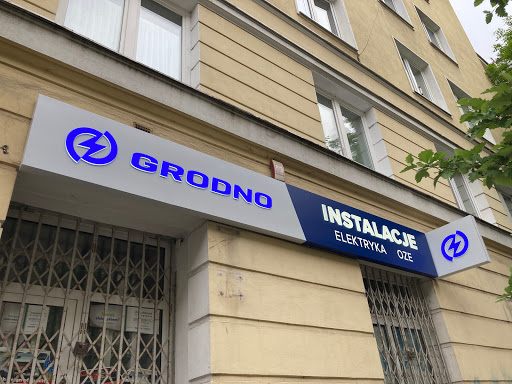 GRODNO
INSTALACJE
ELEKTRYKA OZE